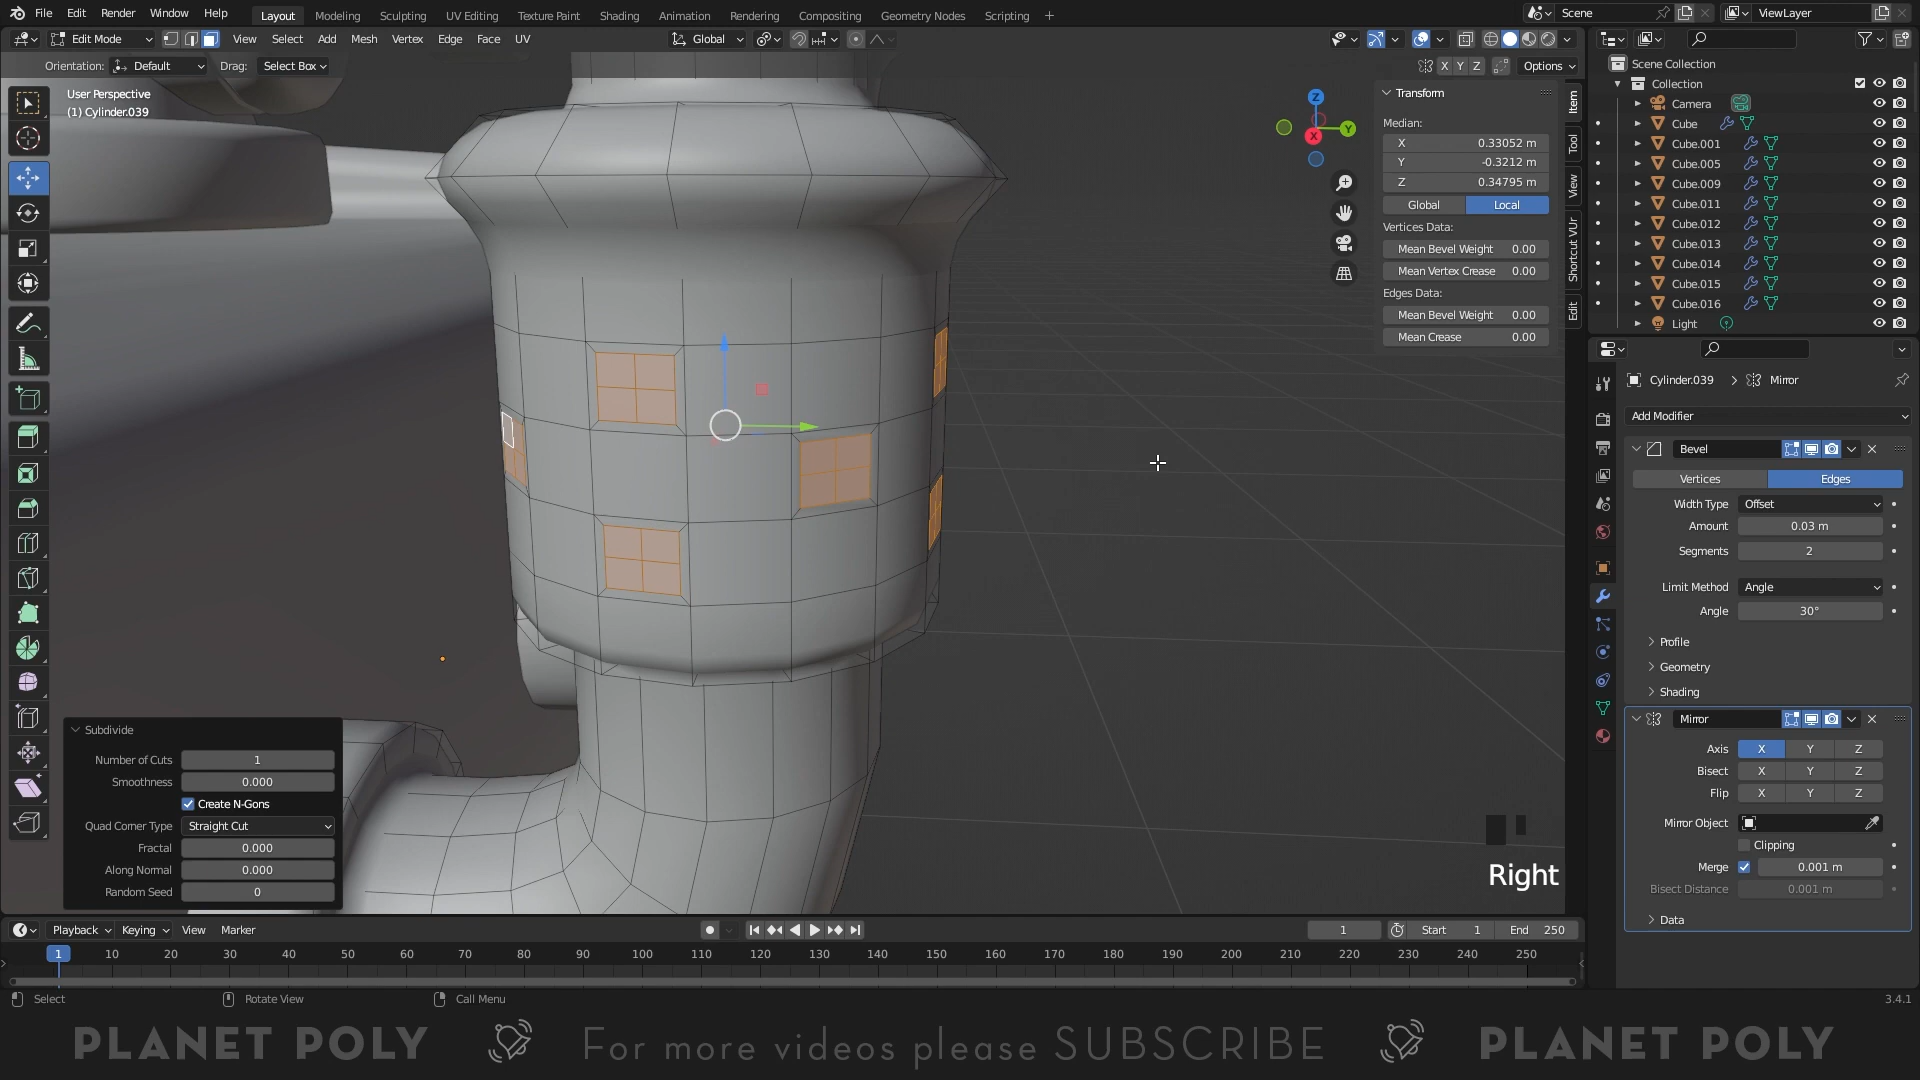 File Edit Render Window Help Layout Modeling Sculpting UV Editing Texture Paint Shading Animation Rendering Compositing Geometry Nodes Scripting + Scene ViewLayer
Edit Mode View Select Add Mesh Vertex Edge Face UV Global
Orientation: Default Drag: Select Box X Y Z Options
User Perspective
(1) Cylinder.039
Z
Y
X
Transform
Median:
X 0.33052 m
Y -0.3212 m
Z 0.34795 m
Global Local
Vertices Data:
Mean Bevel Weight 0.00
Mean Vertex Crease 0.00
Edges Data:
Mean Bevel Weight 0.00
Mean Crease 0.00
Item
Tool
View
Shortcut VUr
Edit
Scene Collection
Collection
Camera
Cube
Cube.001
Cube.005
Cube.009
Cube.011
Cube.012
Cube.013
Cube.014
Cube.015
Cube.016
Light
Cylinder.039 > Mirror
Add Modifier
Bevel
Vertices Edges
Width Type Offset
Amount 0.03 m
Segments 2
Limit Method Angle
Angle 30°
Profile
Geometry
Shading
Mirror
Axis X Y Z
Bisect X Y Z
Flip X Y Z
Mirror Object
Clipping
Merge 0.001 m
Bisect Distance 0.001 m
Data
Subdivide
Number of Cuts 1
Smoothness 0.000
Create N-Gons
Quad Corner Type Straight Cut
Fractal 0.000
Along Normal 0.000
Random Seed 0
Right
Playback Keying View Marker 1 Start 1 End 250
1 10 20 30 40 50 60 70 80 90 100 110 120 130 140 150 160 170 180 190 200 210 220 230 240 250
Select Rotate View Call Menu 3.4.1
PLANET POLY For more videos please SUBSCRIBE PLANET POLY